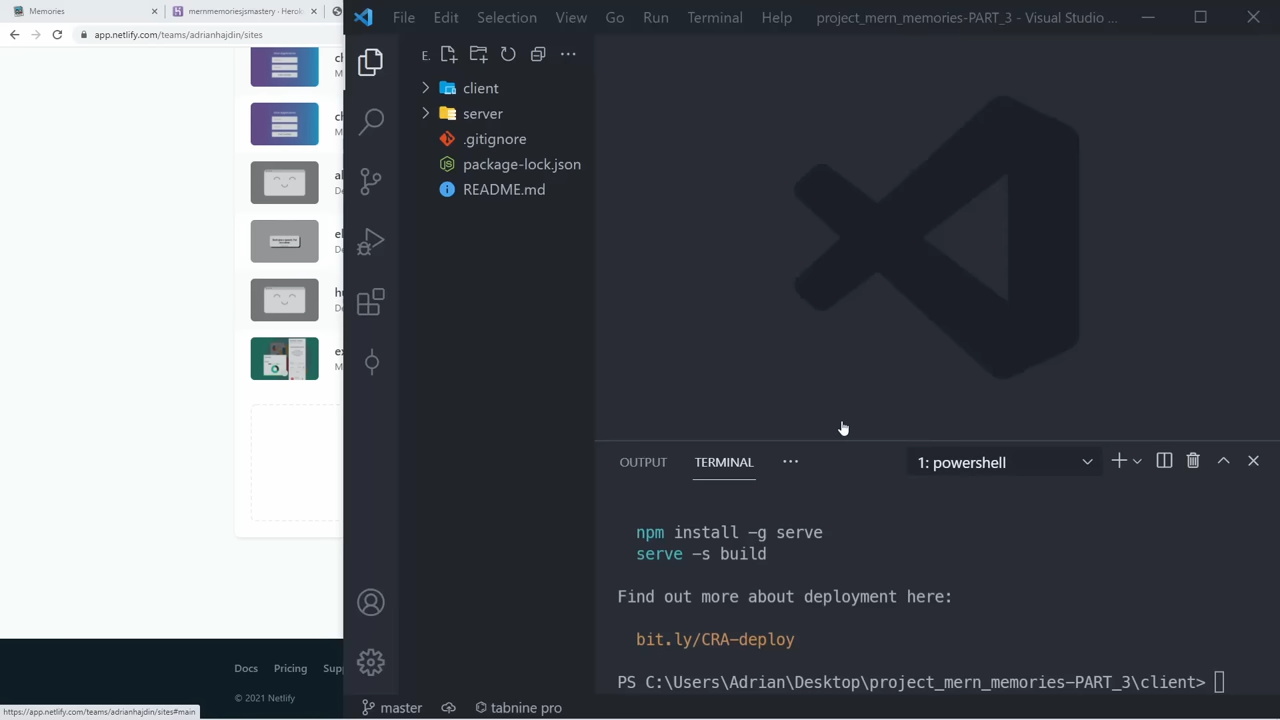 Memories
mernmemoriesjsmastery · Herok
app.netlify.com/teams/adrianhajdin/sites
File Edit Selection View Go Run Terminal Help project_mern_memories-PART_3 - Visual Studio ...
E.
client
server
.gitignore
package-lock.json
README.md
OUTPUT TERMINAL ··· 1: powershell
npm install -g serve
serve -s build
Find out more about deployment here:
bit.ly/CRA-deploy
PS C:\Users\Adrian\Desktop\project_mern_memories-PART_3\client>
Docs Pricing Supp
© 2021 Netlify
https://app.netlify.com/teams/adrianhajdin/sites#main
master tabnine pro